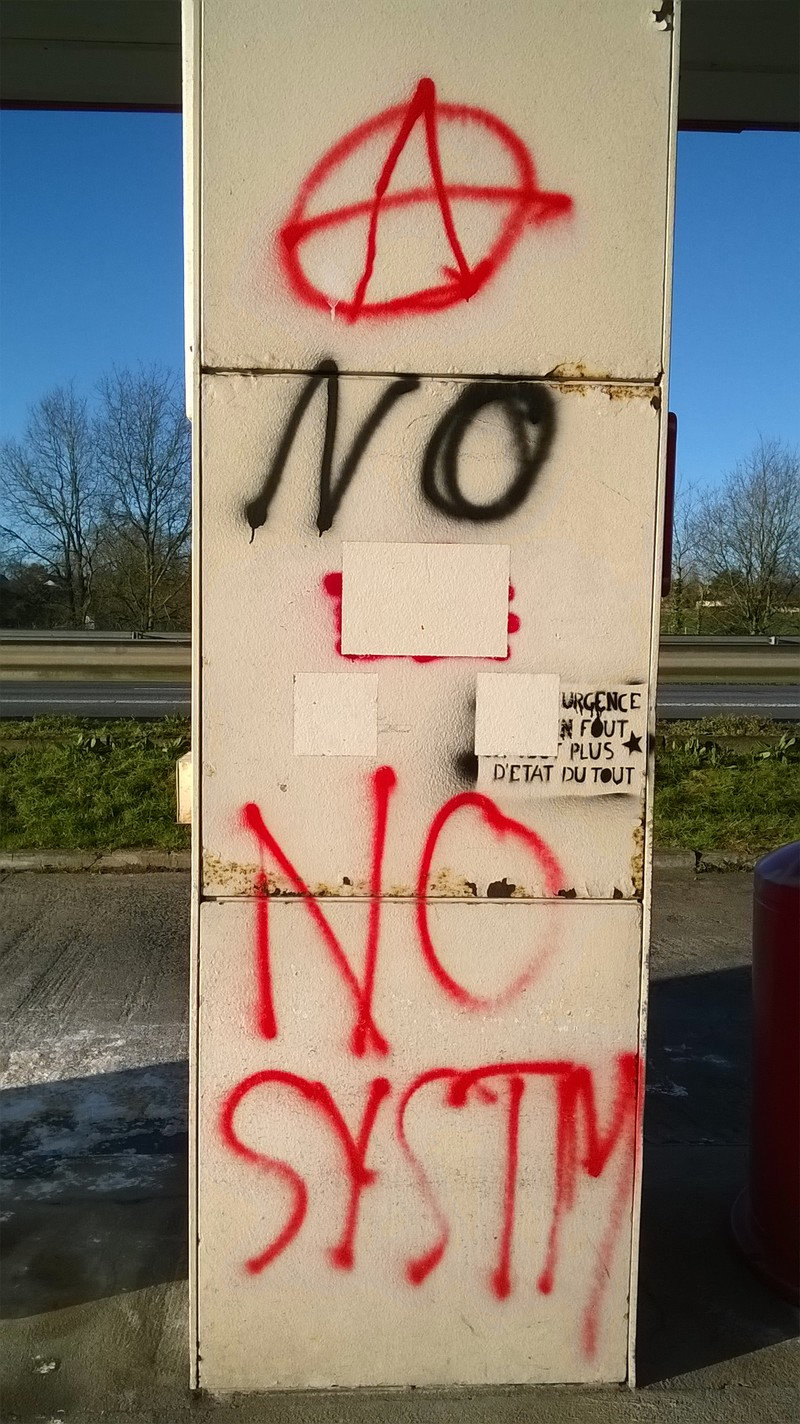 A
NO
URGENCE
N FOUT
PLUS
D'ETAT DU TOUT
NO
SYSTM